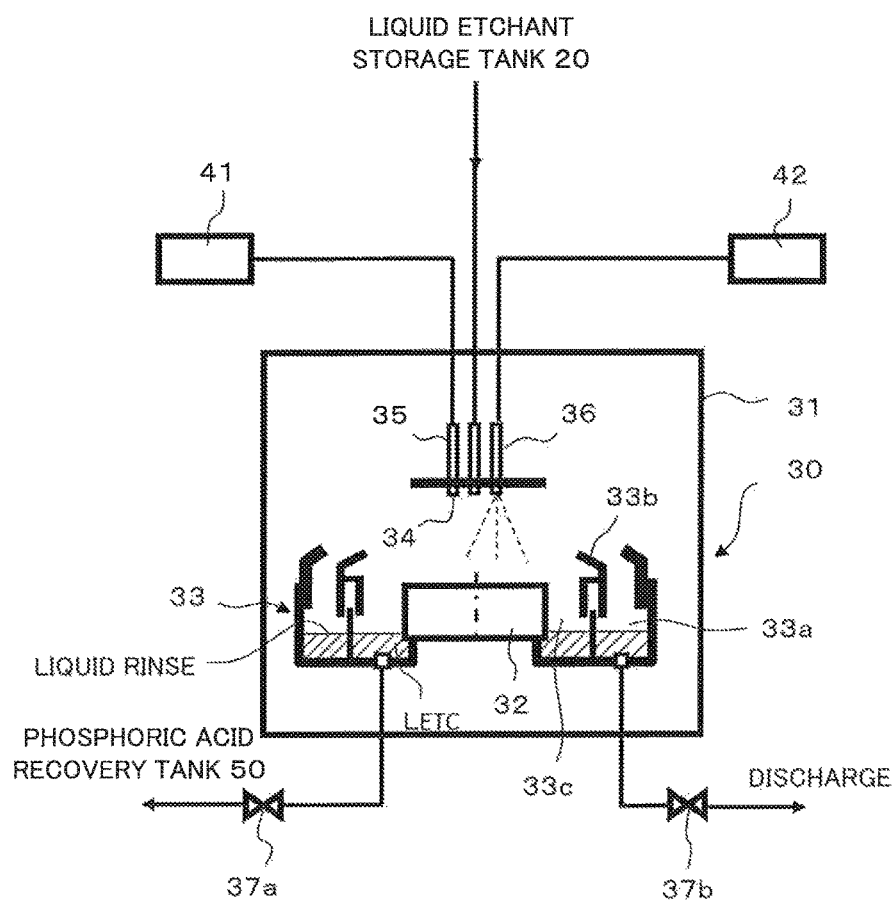 LIQUID ETCHANT
STORAGE TANK 20
41
42
35
36
31
30
34
33b
33
33a
LIQUID RINSE
LETC
32
PHOSPHORIC ACID
RECOVERY TANK 50
33c
DISCHARGE
37a
37b